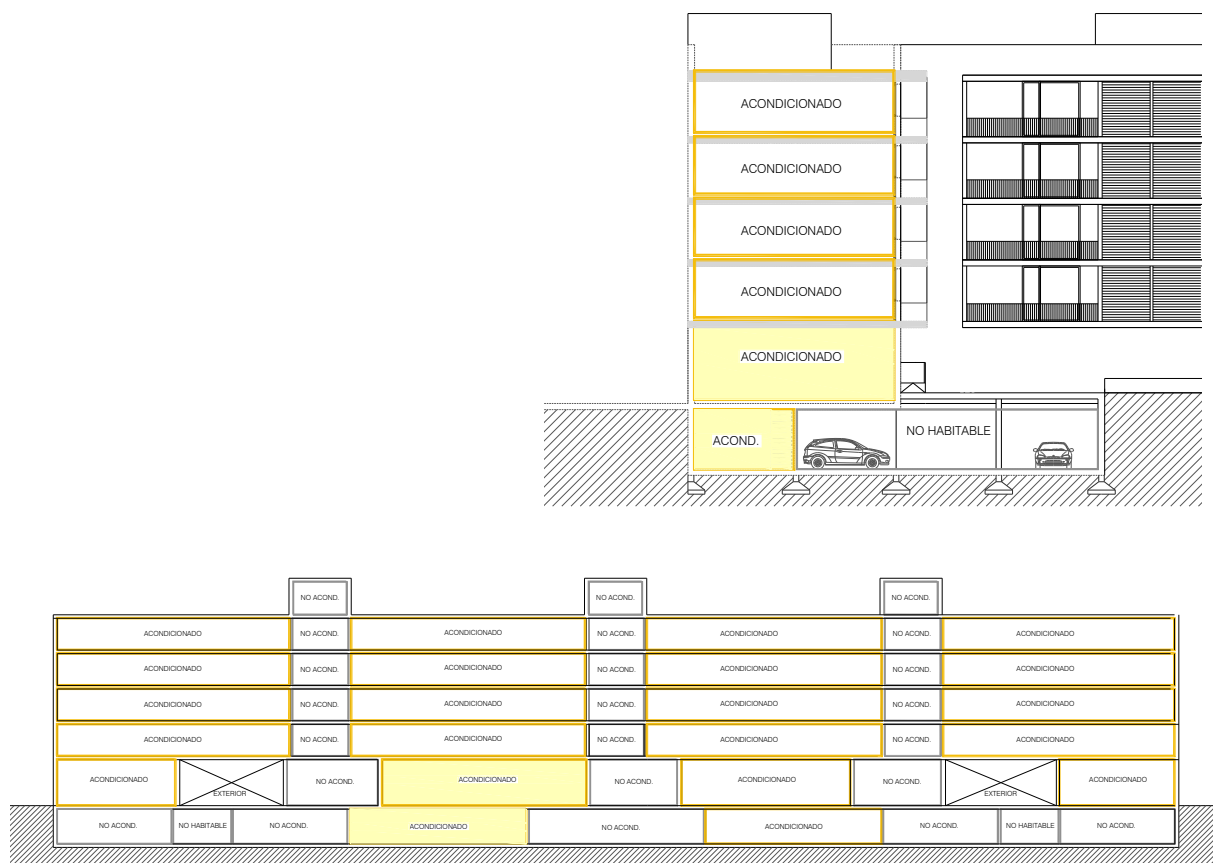 ACONDICIONADO
ACONDICIONADO
ACONDICIONADO
ACONDICIONADO
ACONDICIONADO
ACOND. NO HABITABLE
NO ACOND. NO ACOND. NO ACOND.
ACONDICIONADO NO ACOND. ACONDICIONADO NO ACOND. ACONDICIONADO NO ACOND. ACONDICIONADO
ACONDICIONADO NO ACOND. ACONDICIONADO NO ACOND. ACONDICIONADO NO ACOND. ACONDICIONADO
ACONDICIONADO NO ACOND. ACONDICIONADO NO ACOND. ACONDICIONADO NO ACOND. ACONDICIONADO
ACONDICIONADO NO ACOND. ACONDICIONADO NO ACOND. ACONDICIONADO NO ACOND. ACONDICIONADO
ACONDICIONADO EXTERIOR NO ACOND. ACONDICIONADO NO ACOND. ACONDICIONADO NO ACOND. EXTERIOR ACONDICIONADO
NO ACOND. NO HABITABLE NO ACOND. ACONDICIONADO NO ACOND. ACONDICIONADO NO ACOND. NO HABITABLE NO ACOND.